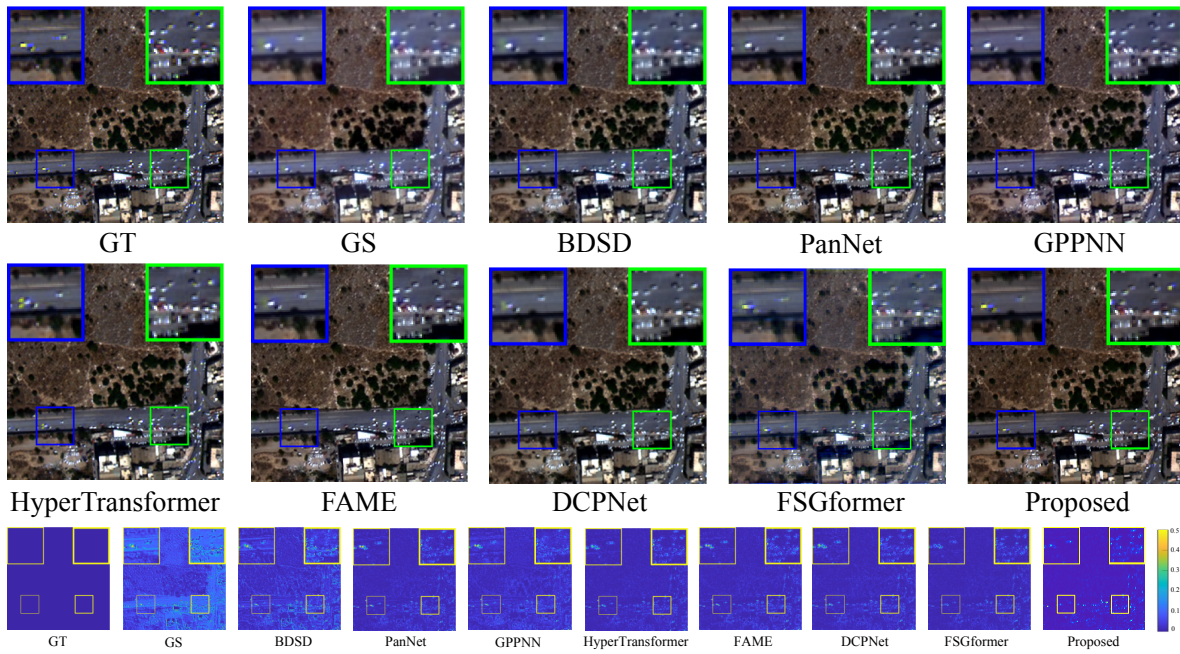 GT GS BDSD PanNet GPPNN
HyperTransformer FAME DCPNet FSGformer Proposed
0.5
0.4
0.3
0.2
0.1
0
GT GS BDSD PanNet GPPNN HyperTransformer FAME DCPNet FSGformer Proposed